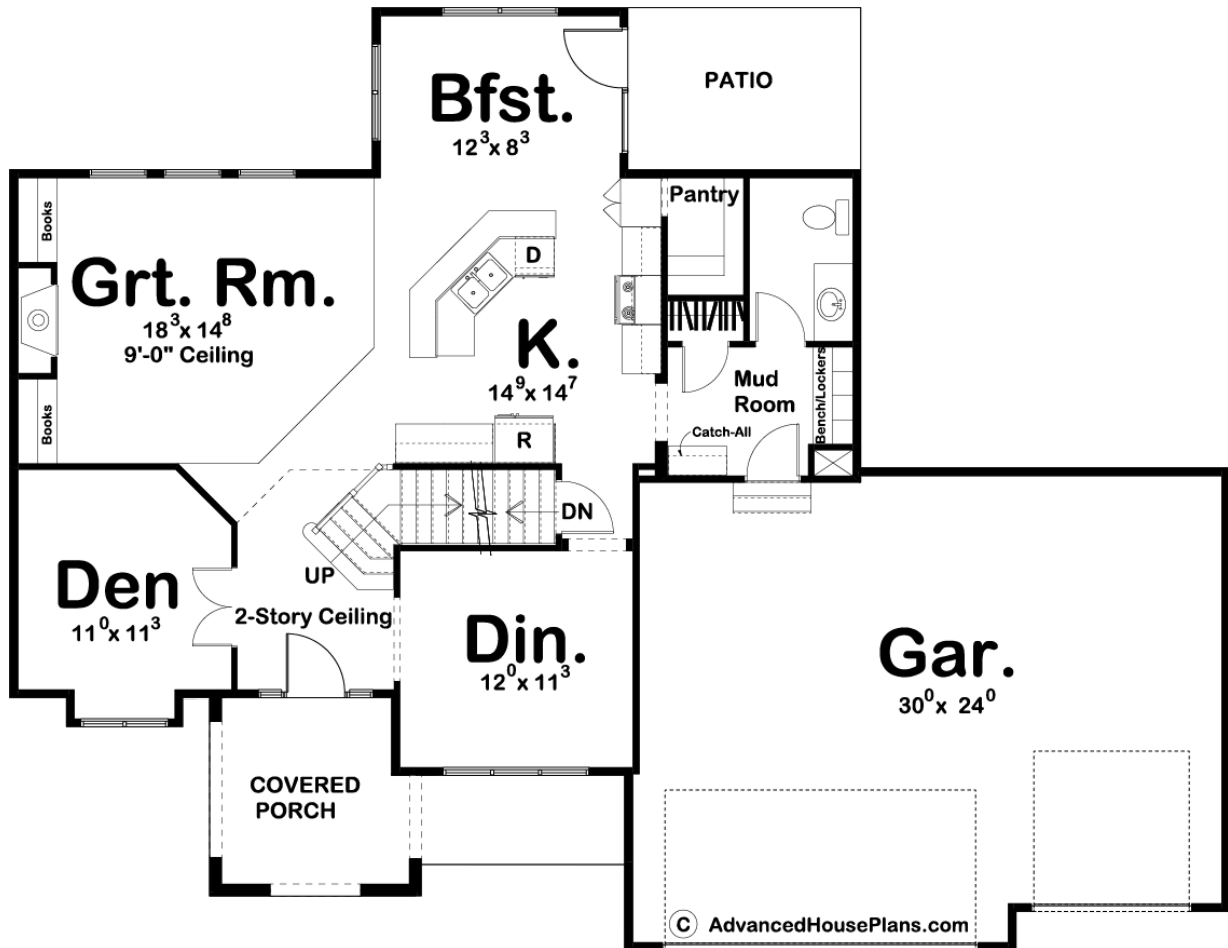 Bfst.
12³x 8³
PATIO
Books
Grt. Rm.
18³x 14⁸
9'-0" Ceiling
Books
D
K.
14⁹x 14⁷
R
Pantry
Mud
Room
Bench/Lockers
Catch-All
DN
UP
Den
11⁰x 11³
2-Story Ceiling
Din.
12⁰x 11³
Gar.
30⁰x 24⁰
COVERED
PORCH
C AdvancedHousePlans.com